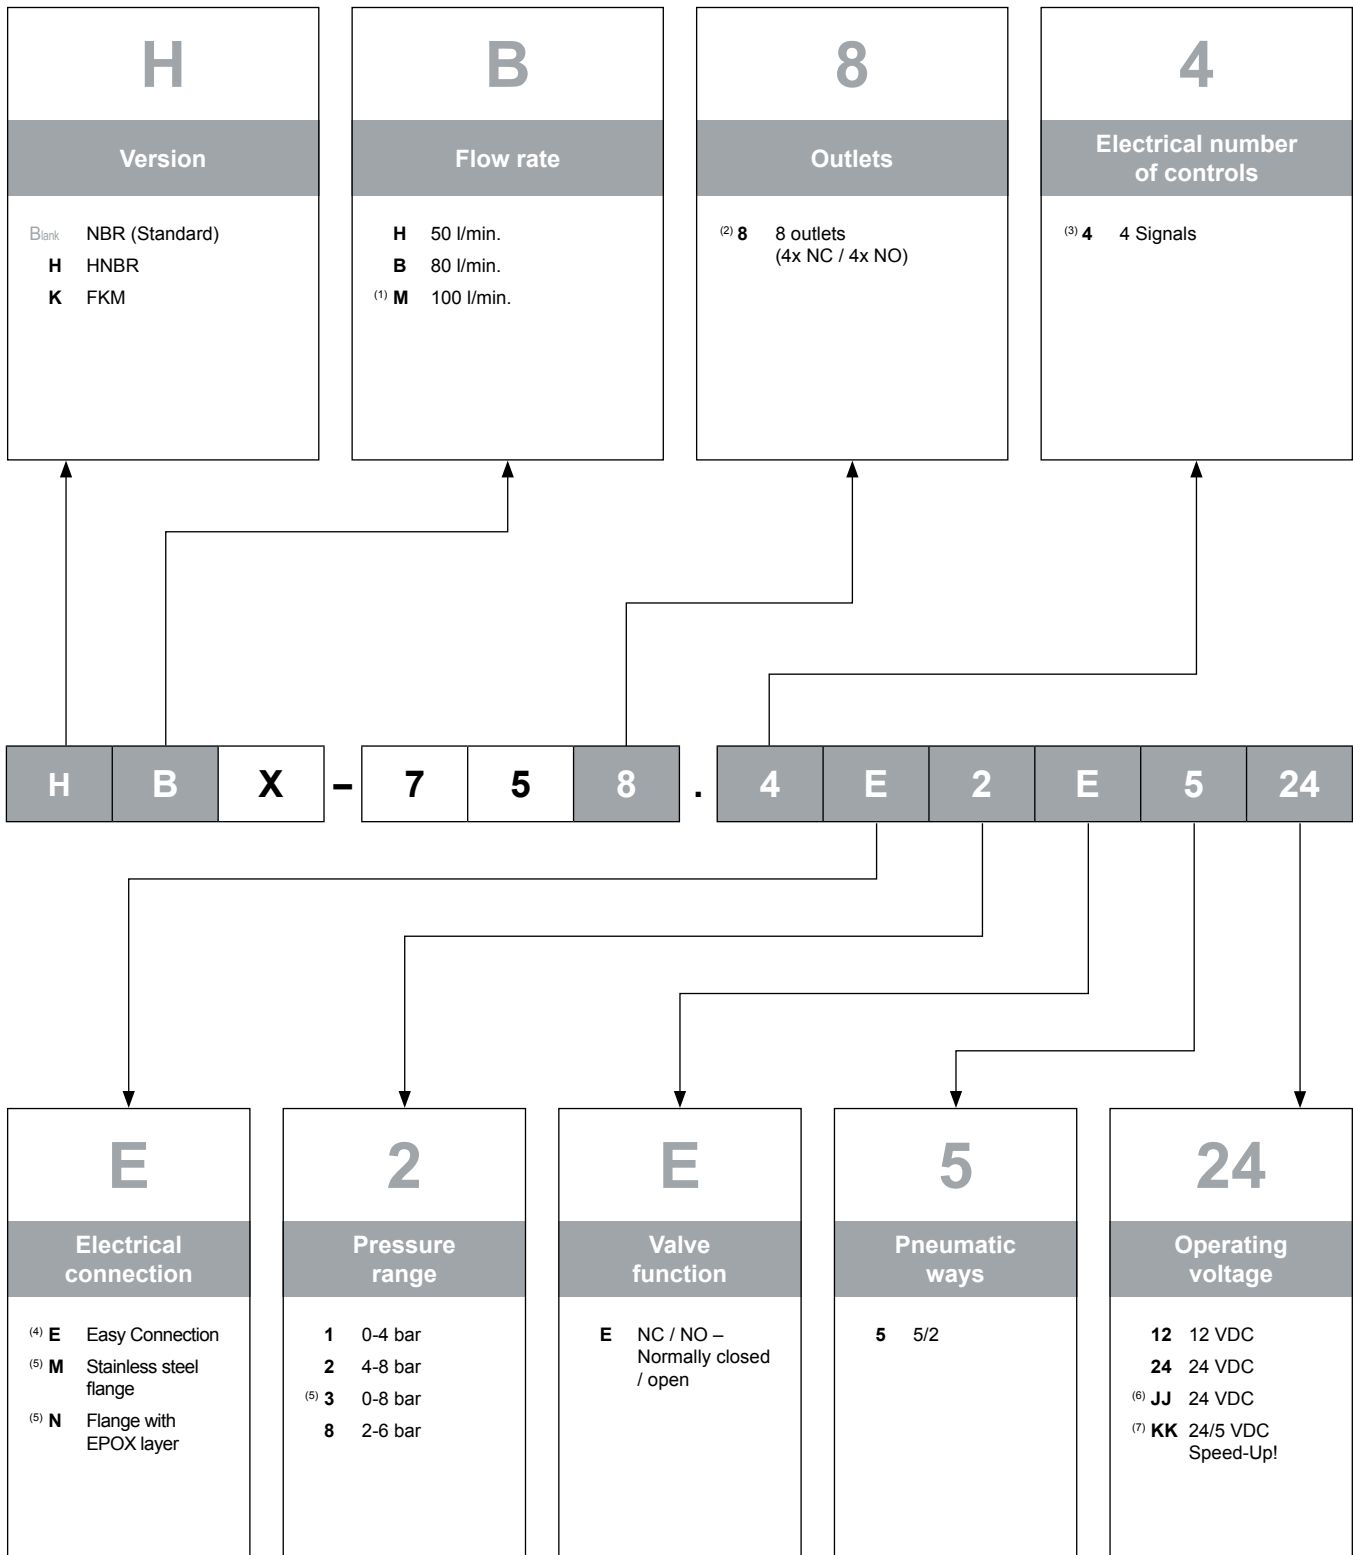 H
B
8
4
Version
Flow rate
Outlets
Electrical number
of controls
Blank NBR (Standard)
H HNBR
K FKM
H 50 l/min.
B 80 l/min.
(1) M 100 l/min.
(2) 8 8 outlets
(4x NC / 4x NO)
(3) 4 4 Signals
H B X – 7 5 8 . 4 E 2 E 5 24
E
2
E
5
24
Electrical
connection
Pressure
range
Valve
function
Pneumatic
ways
Operating
voltage
(4) E Easy Connection
(5) M Stainless steel
flange
(5) N Flange with
EPOX layer
1 0-4 bar
2 4-8 bar
(5) 3 0-8 bar
8 2-6 bar
E NC / NO –
Normally closed
/ open
5 5/2
12 12 VDC
24 24 VDC
(6) JJ 24 VDC
(7) KK 24/5 VDC
Speed-Up!